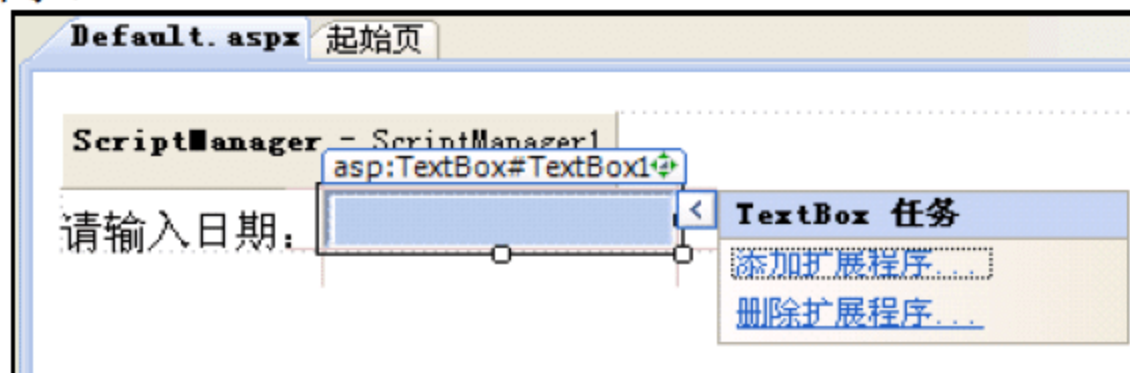 Default.aspx 起始页
ScriptManager - ScriptManager1
asp:TextBox#TextBox1
请输入日期:
TextBox 任务
添加扩展程序...
删除扩展程序...